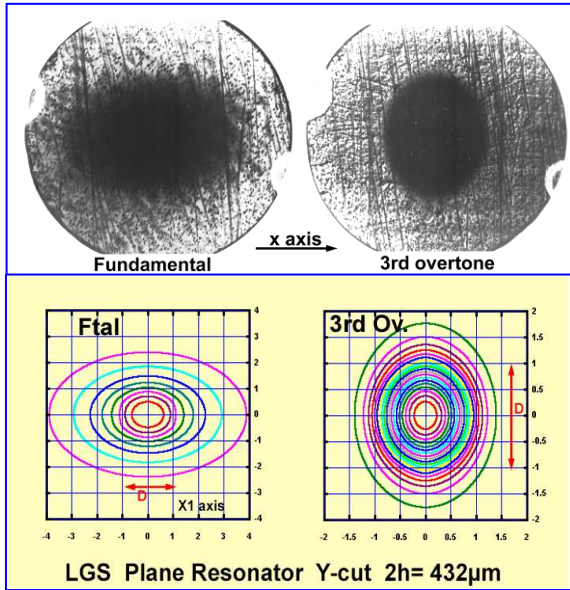 x axis
Fundamental 3rd overtone
Ftal
3rd Ov.
4
3
2
1
0
-1
-2
-3
-4
2
1.5
1
0.5
0
-0.5
-1
-1.5
-2
D
D
X1 axis
-4 -3 -2 -1 0 1 2 3 4
-2 -1.5 -1 -0.5 0 0.5 1 1.5 2
LGS Plane Resonator Y-cut 2h= 432µm